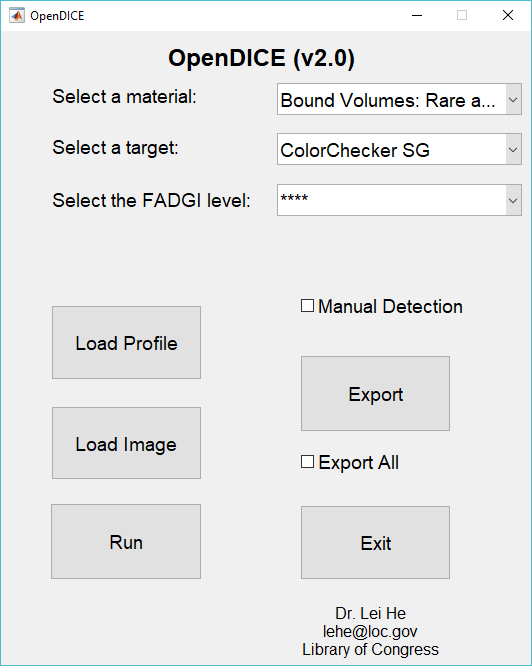 OpenDICE
OpenDICE (v2.0)
Select a material:
Bound Volumes: Rare a...
Select a target:
ColorChecker SG
Select the FADGI level:
****
Manual Detection
Load Profile
Export
Load Image
Export All
Run
Exit
Dr. Lei He
lehe@loc.gov
Library of Congress